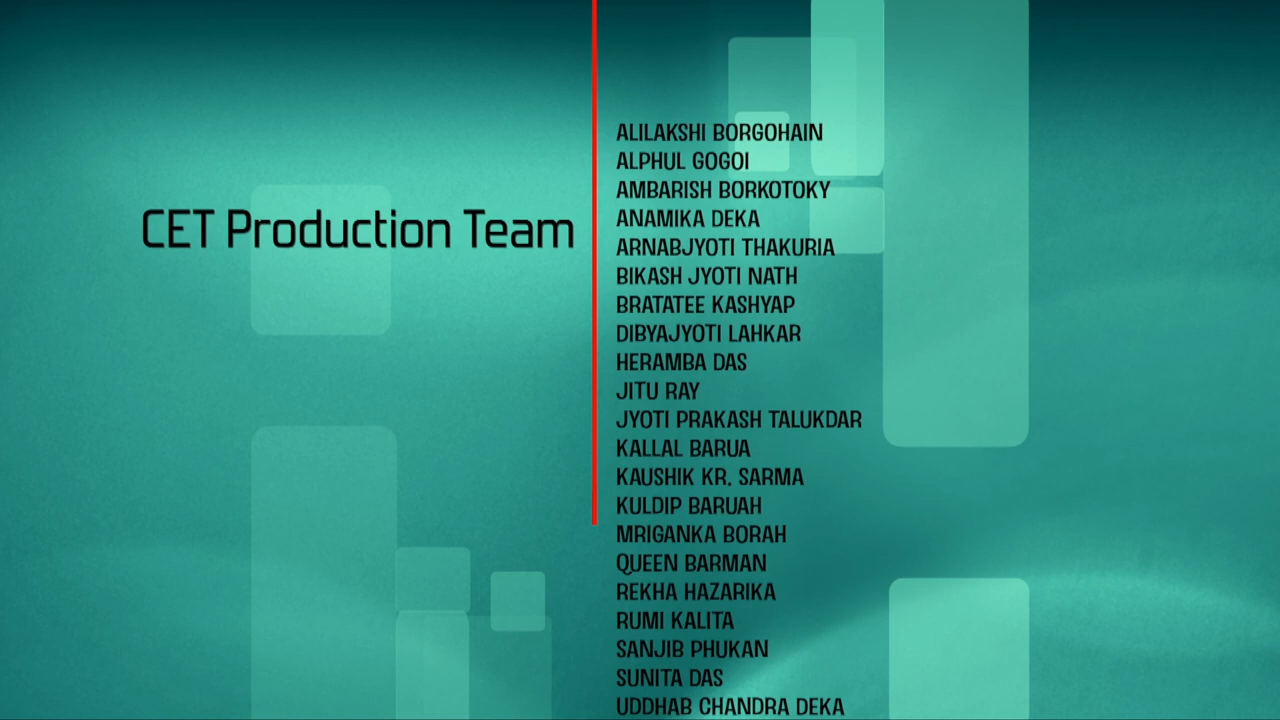 CET Production Team
ALILAKSHI BORGOHAIN
ALPHUL GOGOI
AMBARISH BORKOTOKY
ANAMIKA DEKA
ARNABJYOTI THAKURIA
BIKASH JYOTI NATH
BRATATEE KASHYAP
DIBYAJYOTI LAHKAR
HERAMBA DAS
JITU RAY
JYOTI PRAKASH TALUKDAR
KALLAL BARUA
KAUSHIK KR. SARMA
KULDIP BARUAH
MRIGANKA BORAH
QUEEN BARMAN
REKHA HAZARIKA
RUMI KALITA
SANJIB PHUKAN
SUNITA DAS
UDDHAB CHANDRA DEKA